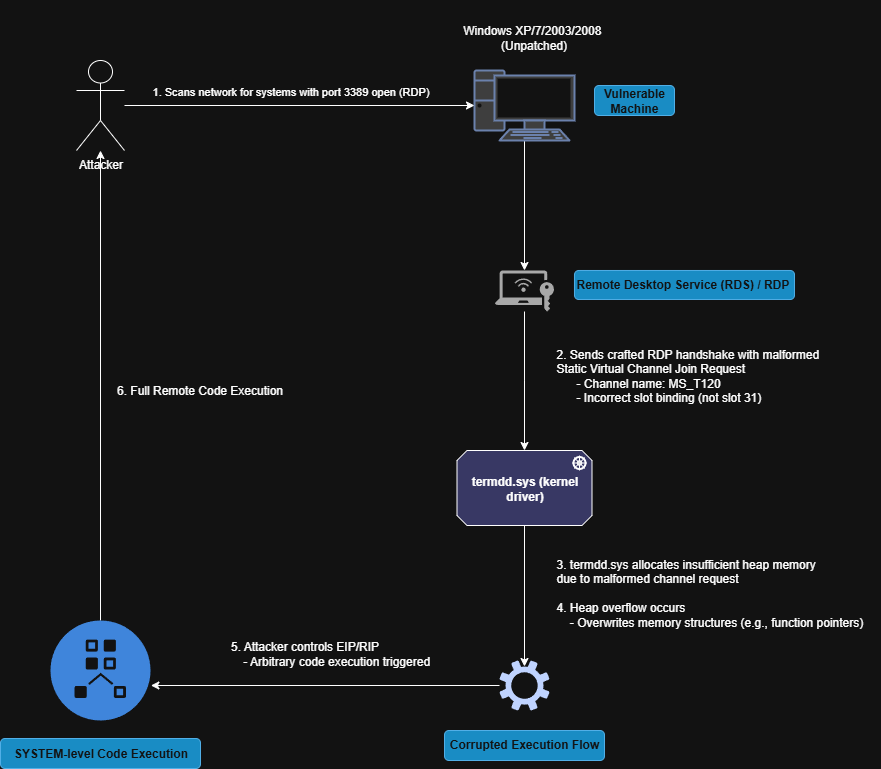 Windows XP/7/2003/2008
(Unpatched)
1. Scans network for systems with port 3389 open (RDP)
Vulnerable
Machine
Attacker
Remote Desktop Service (RDS) / RDP
2. Sends crafted RDP handshake with malformed
Static Virtual Channel Join Request
- Channel name: MS_T120
- Incorrect slot binding (not slot 31)
6. Full Remote Code Execution
termdd.sys (kernel
driver)
3. termdd.sys allocates insufficient heap memory
due to malformed channel request
4. Heap overflow occurs
- Overwrites memory structures (e.g., function pointers)
5. Attacker controls EIP/RIP
- Arbitrary code execution triggered
Corrupted Execution Flow
SYSTEM-level Code Execution